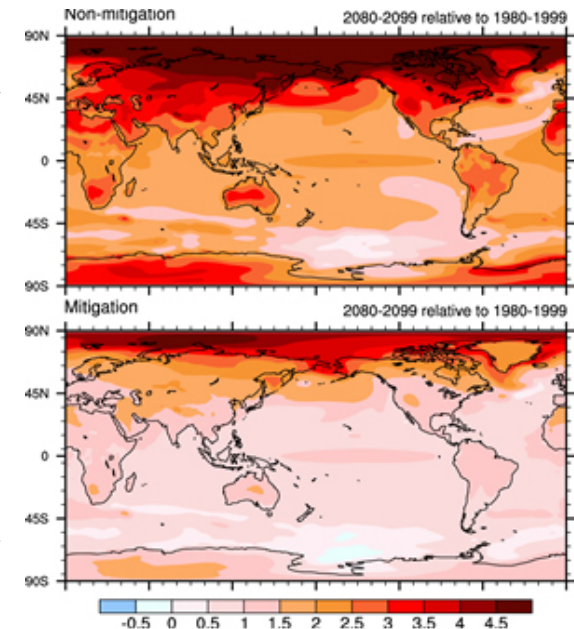 Non-mitigation 2080-2099 relative to 1980-1999
90N
45N
0
45S
90S
Mitigation 2080-2099 relative to 1980-1999
90N
45N
0
45S
90S
-0.5 0 0.5 1 1.5 2 2.5 3 3.5 4 4.5